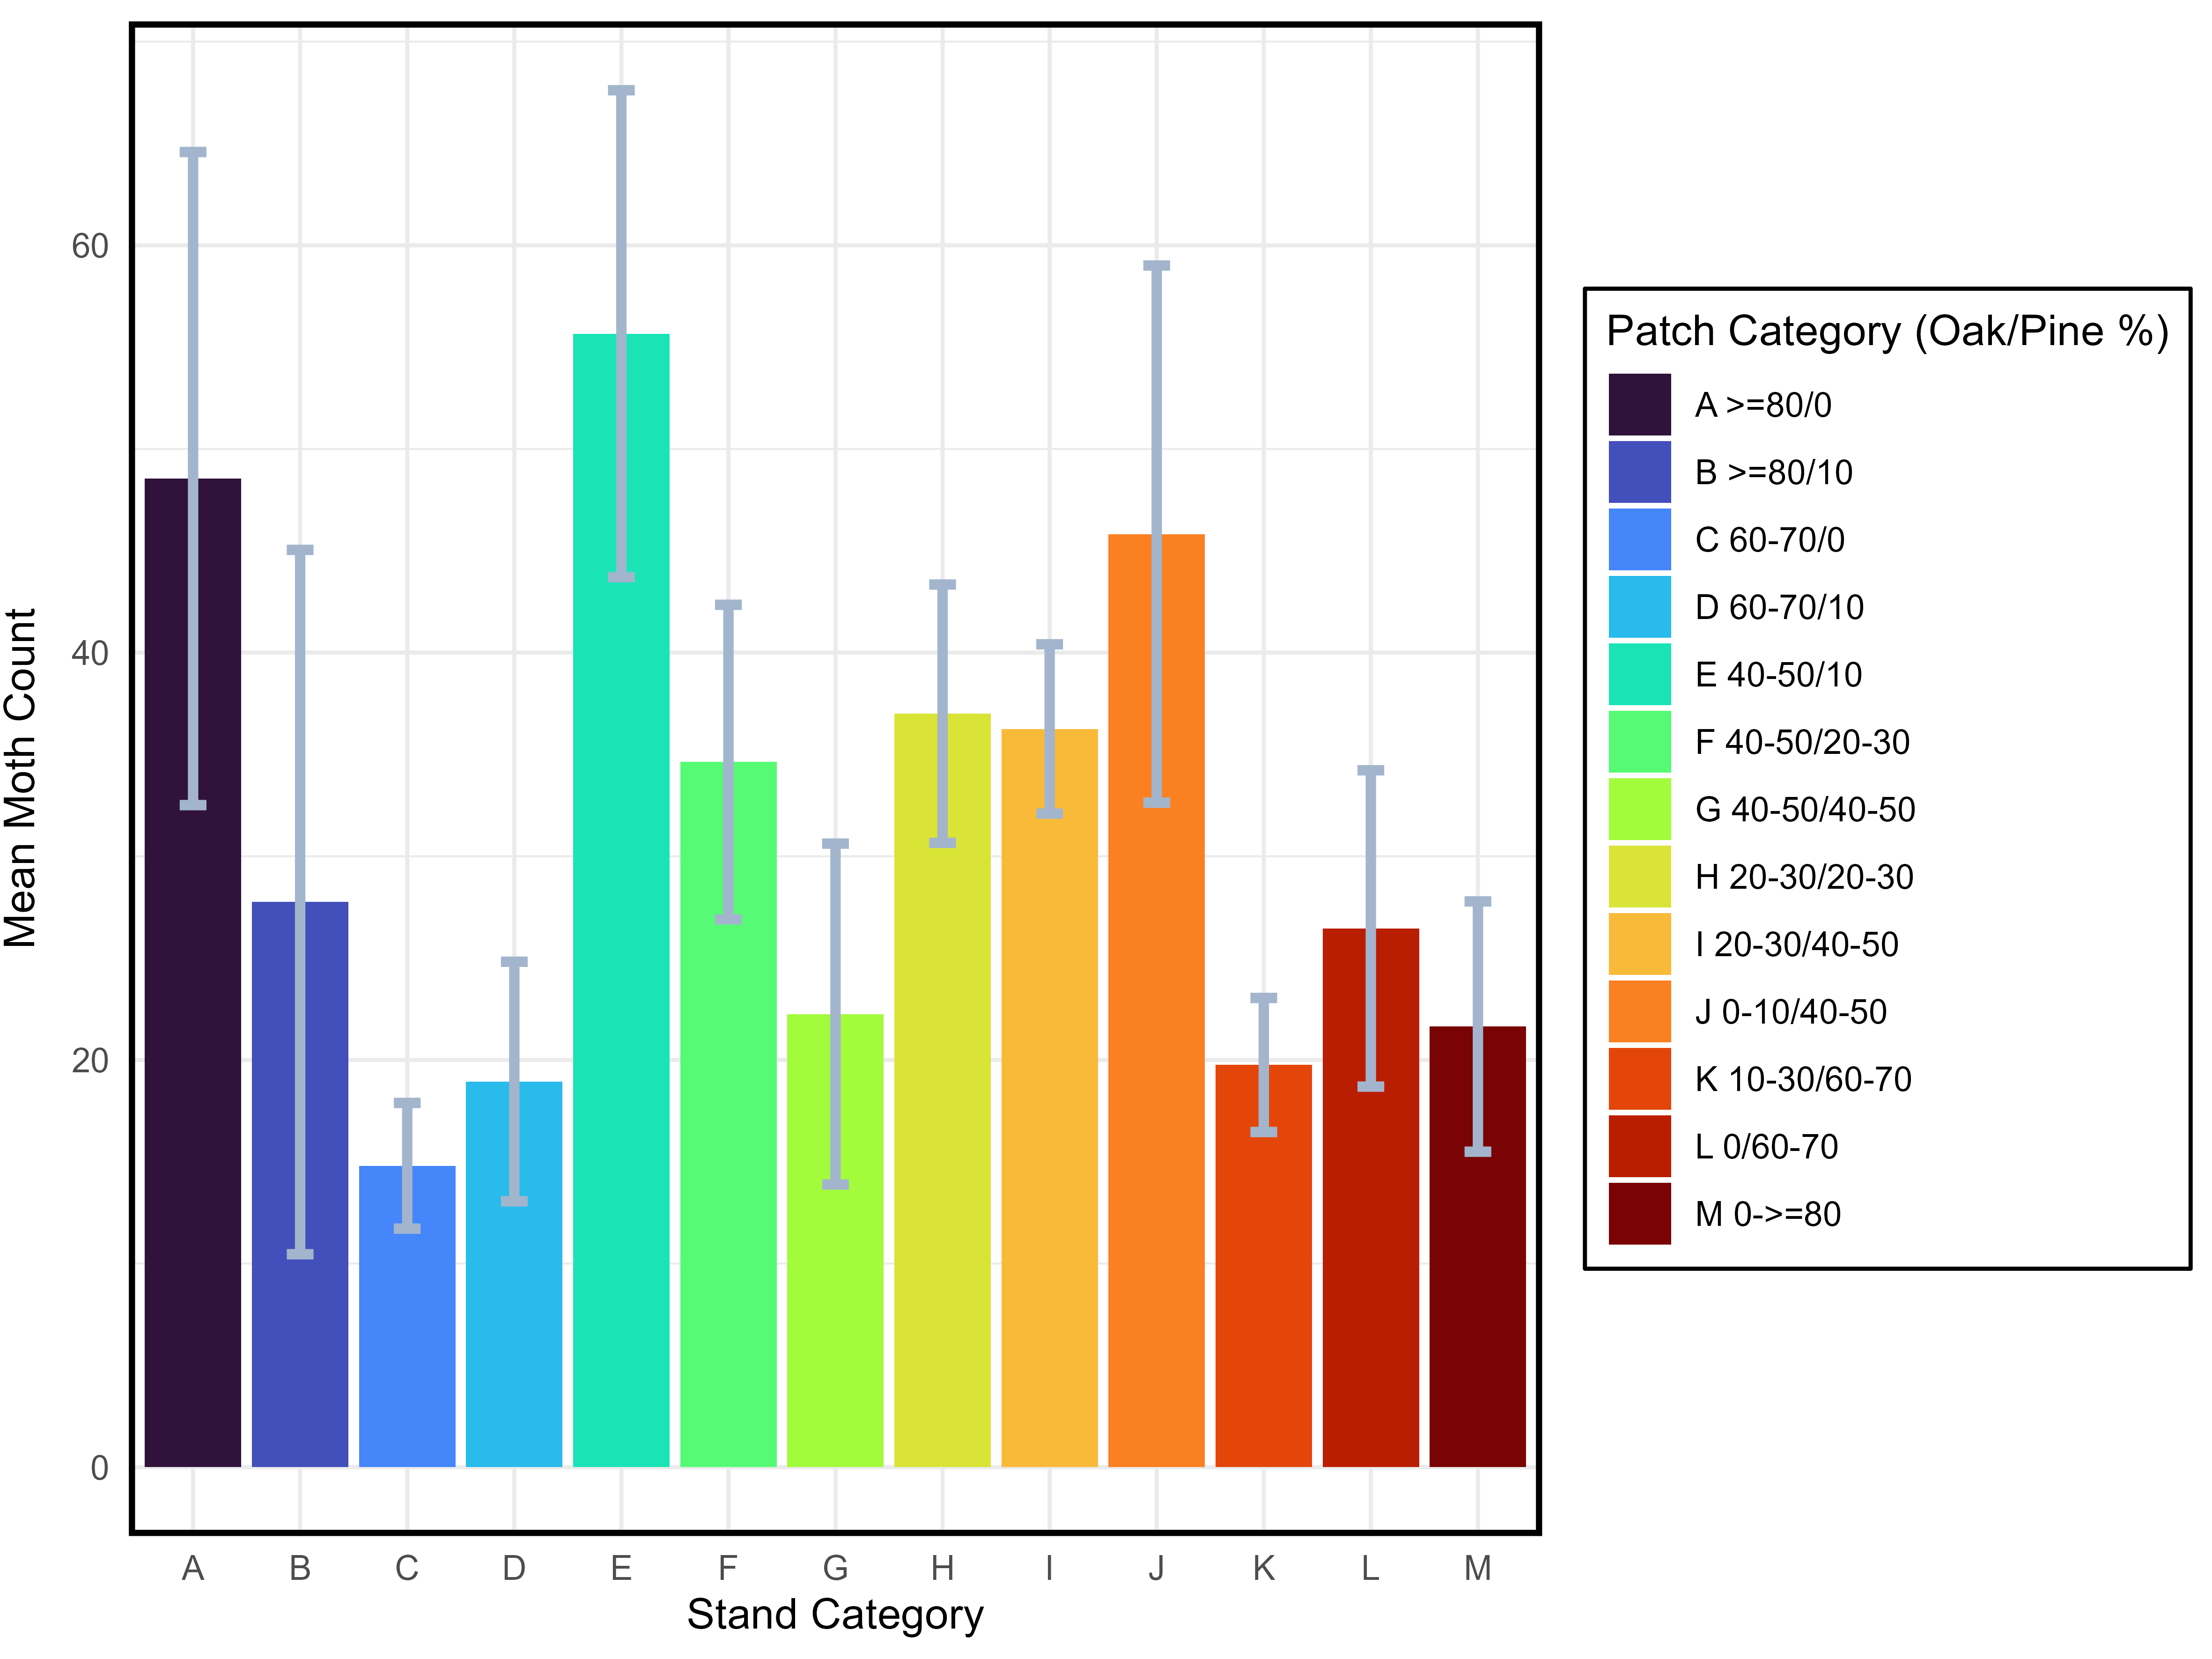 Mean Moth Count
60
40
20
0
A B C D E F G H I J K L M
Stand Category
Patch Category (Oak/Pine %)
A >=80/0
B >=80/10
C 60-70/0
D 60-70/10
E 40-50/10
F 40-50/20-30
G 40-50/40-50
H 20-30/20-30
I 20-30/40-50
J 0-10/40-50
K 10-30/60-70
L 0/60-70
M 0->=80